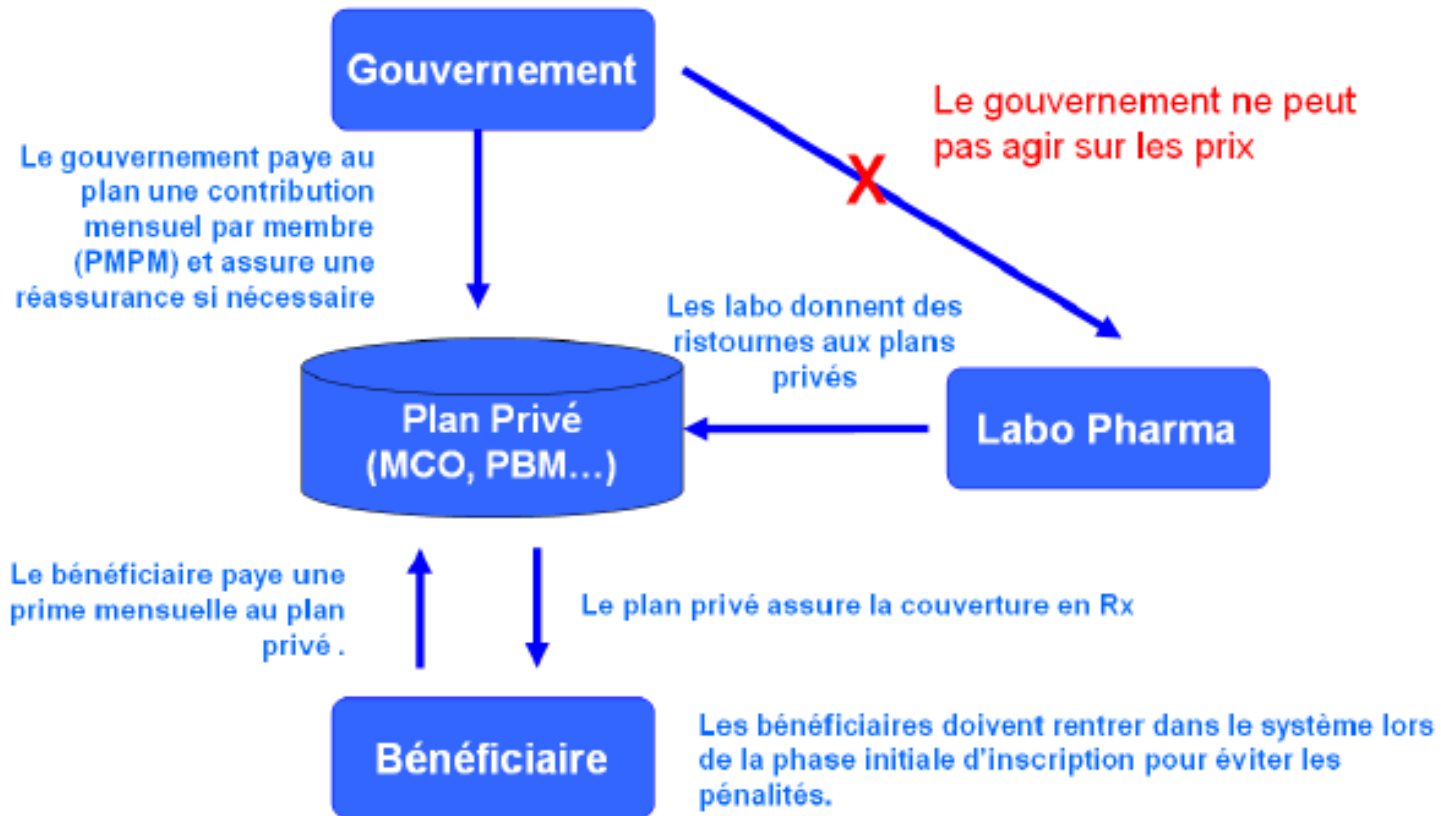 Gouvernement
Le gouvernement ne peut
pas agir sur les prix
X
Le gouvernement paye au
plan une contribution
mensuel par membre
(PMPM) et assure une
réassurance si nécessaire
Les labo donnent des
ristournes aux plans
privés
Labo Pharma
Plan Privé
(MCO, PBM...)
Le bénéficiaire paye une
prime mensuelle au plan
privé .
Le plan privé assure la couverture en Rx
Bénéficiaire
Les bénéficiaires doivent rentrer dans le système lors
de la phase initiale d'inscription pour éviter les
pénalités.